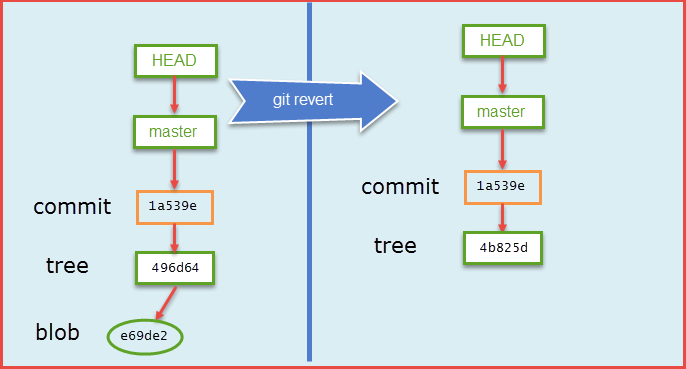 HEAD
master
commit
1a539e
tree
496d64
blob
e69de2
git revert
HEAD
master
commit
1a539e
tree
4b825d